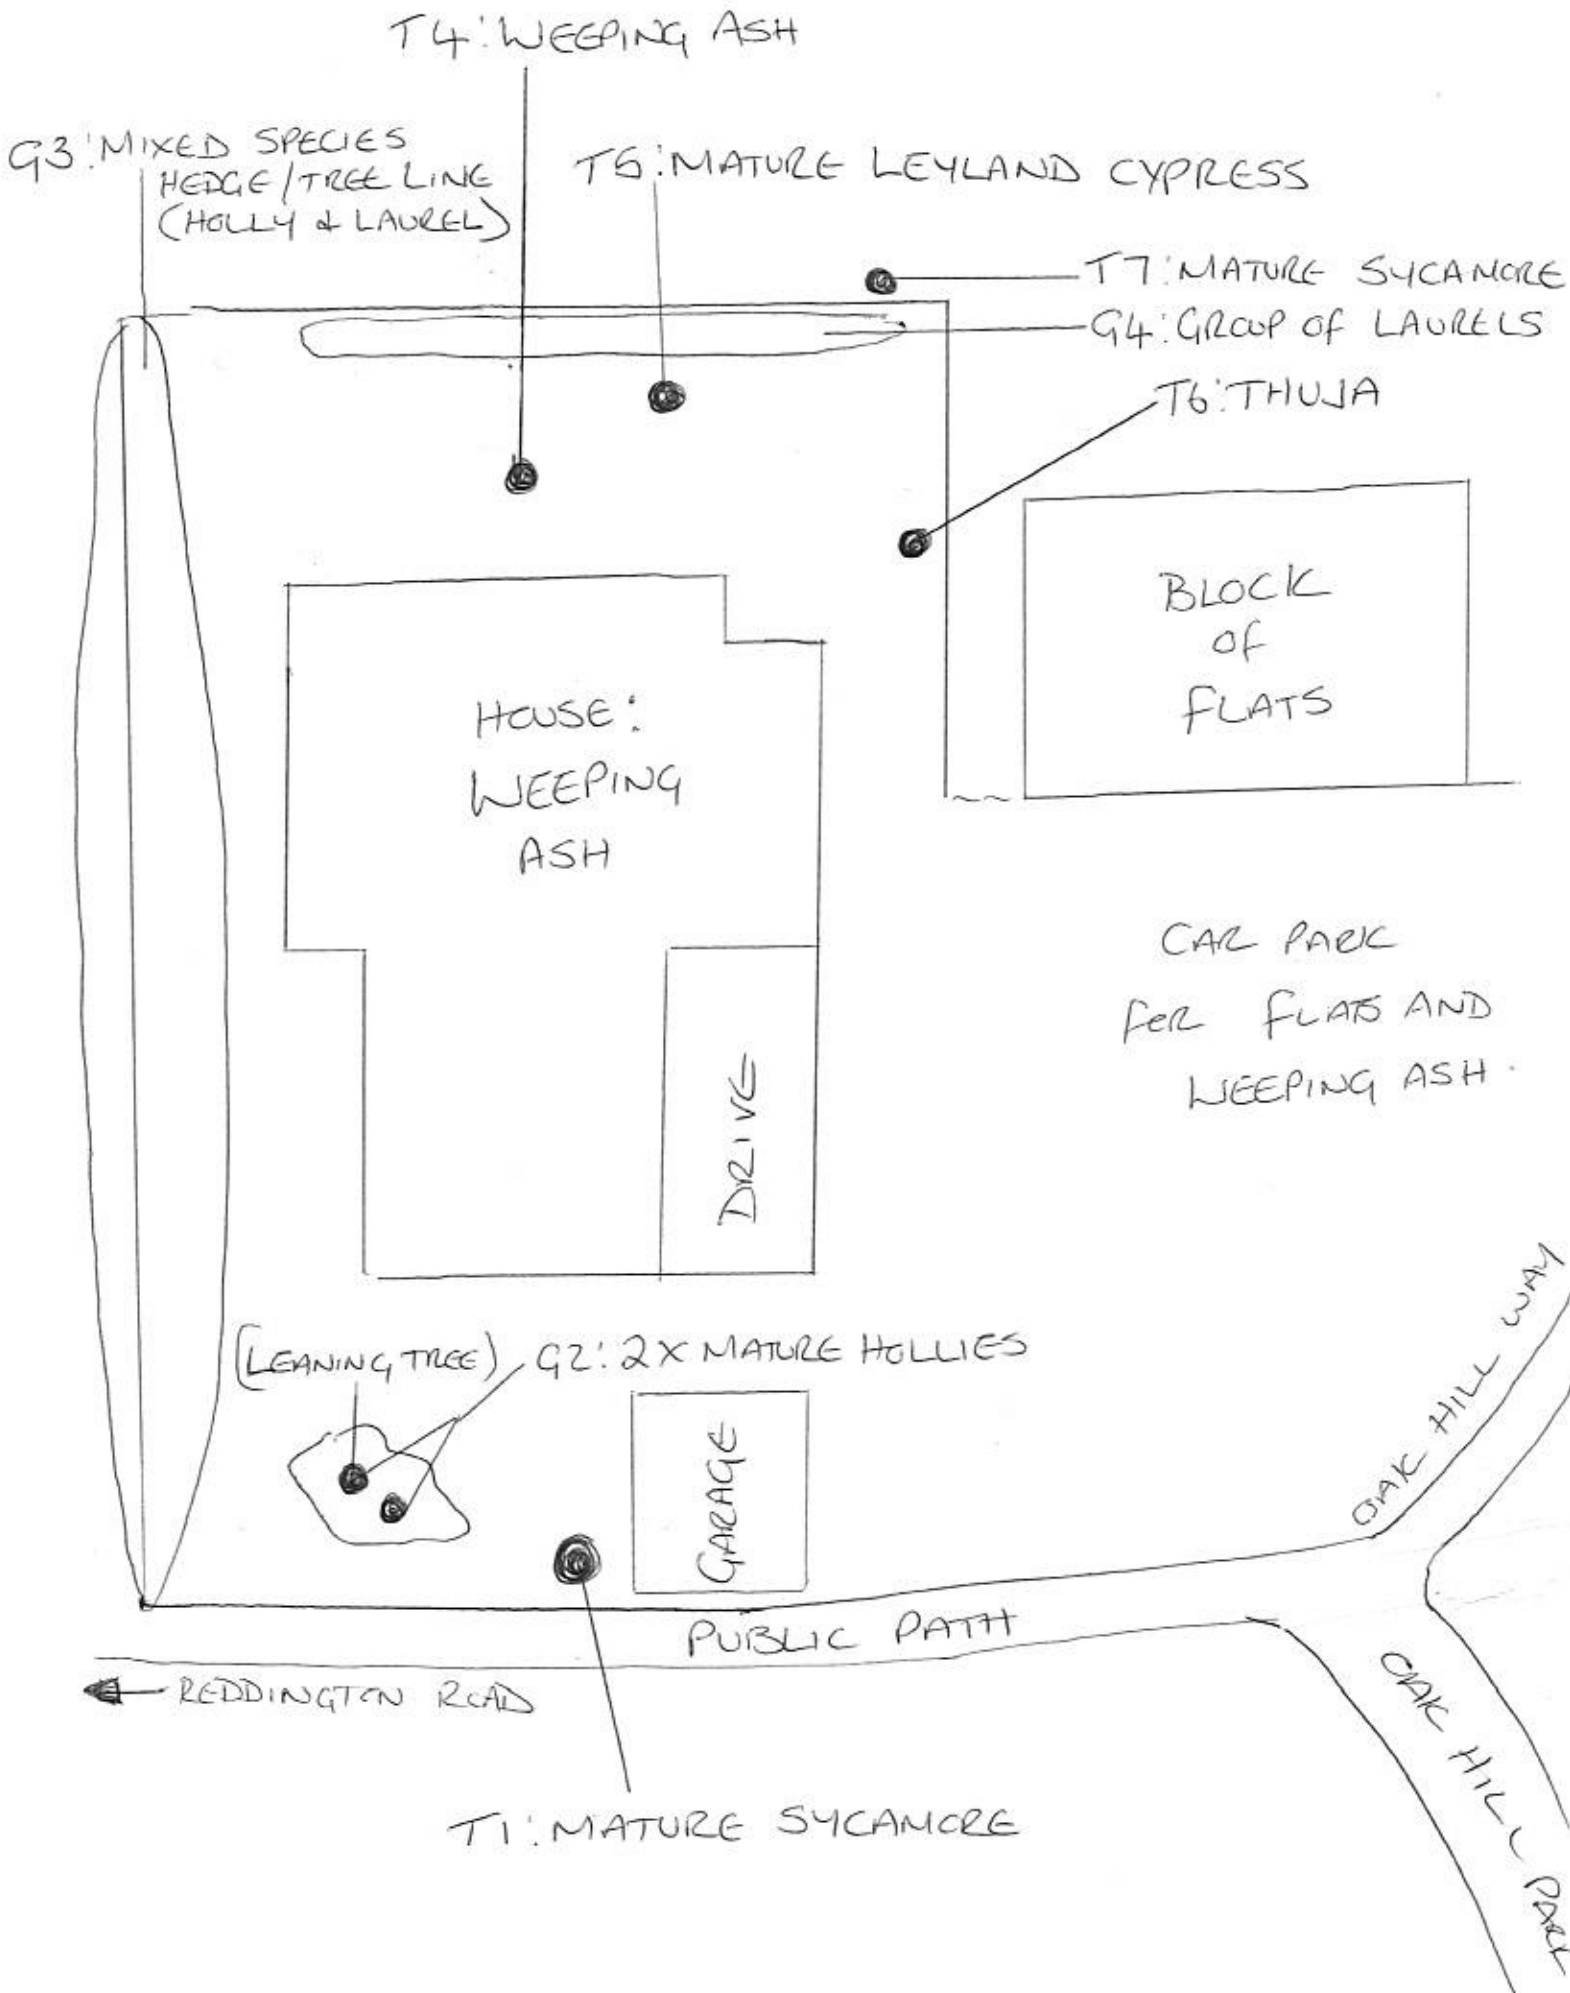 T4: WEEPING ASH
G3: MIXED SPECIES
HEDGE/TREE LINE
(HOLLY & LAUREL)
T5: MATURE LEYLAND CYPRESS
T7: MATURE SYCAMORE
G4: GROUP OF LAURELS
T6: THUJA
BLOCK
OF
FLATS
HOUSE:
WEEPING
ASH
CAR PARK
FOR FLATS AND
WEEPING ASH.
DRIVE
(LEANING TREE)
G2: 2X MATURE HOLLIES
GARAGE
OAK HILL WAY
PUBLIC PATH
REDDINGTON ROAD
OAK HILL PARK
T1: MATURE SYCAMORE